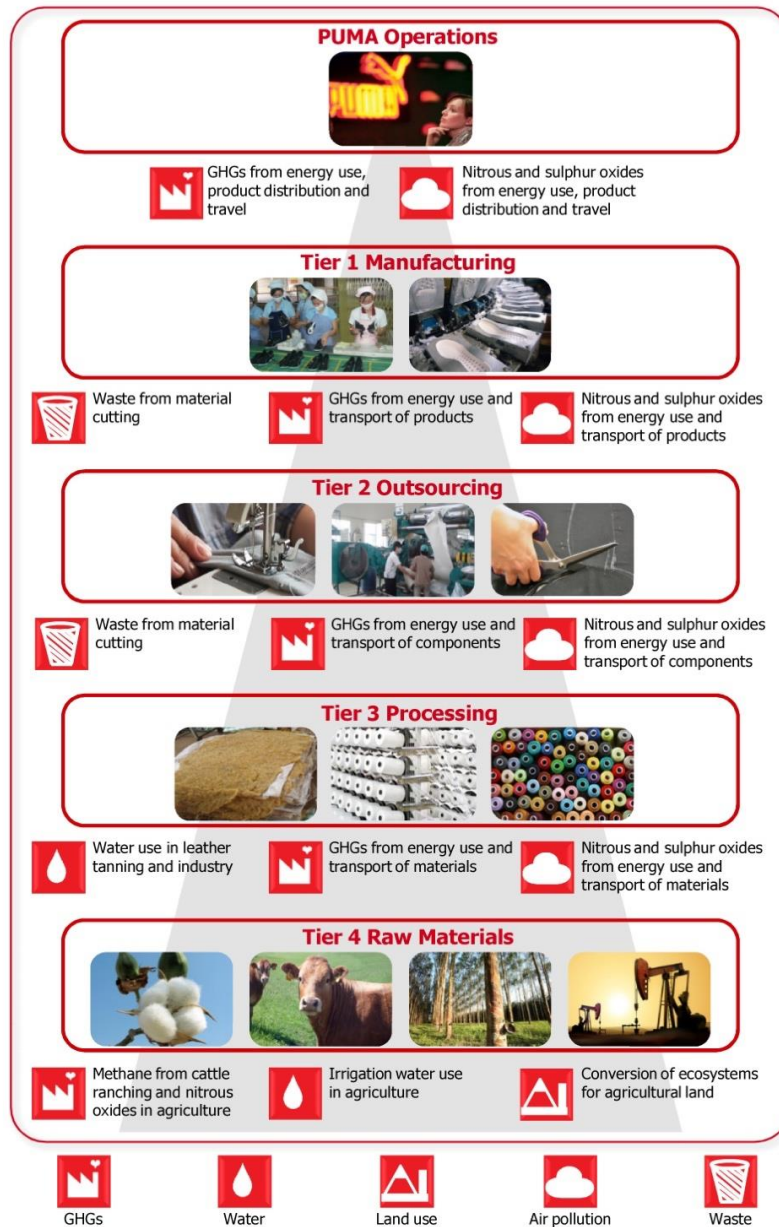 PUMA Operations
PUMA
GHGs from energy use,
product distribution and
travel
Nitrous and sulphur oxides
from energy use, product
distribution and travel
Tier 1 Manufacturing
Waste from material
cutting
GHGs from energy use and
transport of products
Nitrous and sulphur oxides
from energy use and
transport of products
Tier 2 Outsourcing
Waste from material
cutting
GHGs from energy use and
transport of components
Nitrous and sulphur oxides
from energy use and
transport of components
Tier 3 Processing
Water use in leather
tanning and industry
GHGs from energy use and
transport of materials
Nitrous and sulphur oxides
from energy use and
transport of materials
Tier 4 Raw Materials
Methane from cattle
ranching and nitrous
oxides in agriculture
Irrigation water use
in agriculture
Conversion of ecosystems
for agricultural land
GHGs
Water
Land use
Air pollution
Waste